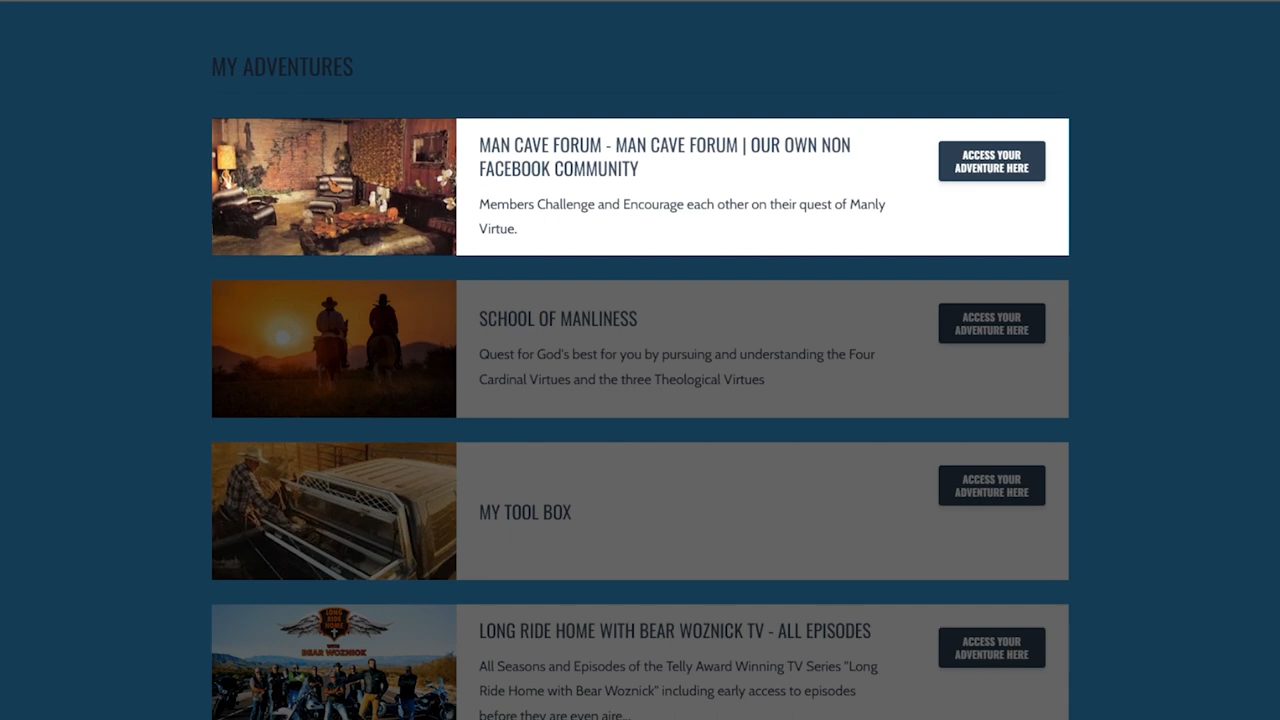 MY ADVENTURES
MAN CAVE FORUM - MAN CAVE FORUM | OUR OWN NON
FACEBOOK COMMUNITY
Members Challenge and Encourage each other on their quest of Manly
Virtue.
ACCESS YOUR
ADVENTURE HERE
SCHOOL OF MANLINESS
Quest for God's best for you by pursuing and understanding the Four
Cardinal Virtues and the three Theological Virtues
ACCESS YOUR
ADVENTURE HERE
MY TOOL BOX
ACCESS YOUR
ADVENTURE HERE
LONG
RIDE
HOME
WITH
BEAR WOZNICK
LONG RIDE HOME WITH BEAR WOZNICK TV - ALL EPISODES
All Seasons and Episodes of the Telly Award Winning TV Series "Long
Ride Home with Bear Woznick" including early access to episodes
before they are even aire...
ACCESS YOUR
ADVENTURE HERE